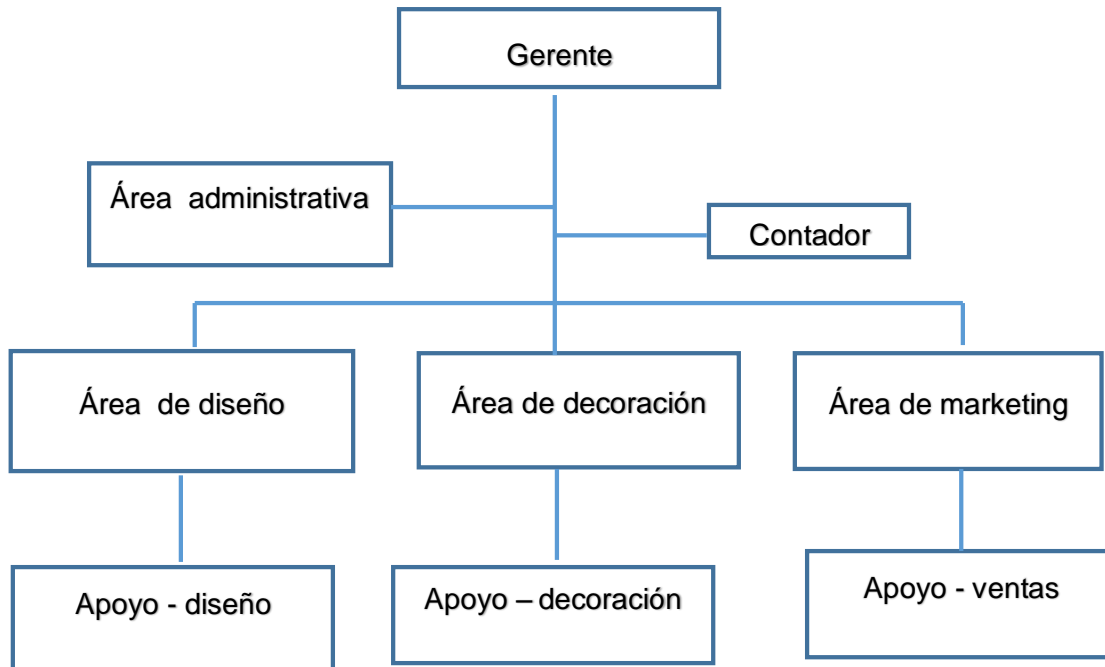 Gerente
Área administrativa
Contador
Área de diseño
Área de decoración
Área de marketing
Apoyo - diseño
Apoyo – decoración
Apoyo - ventas